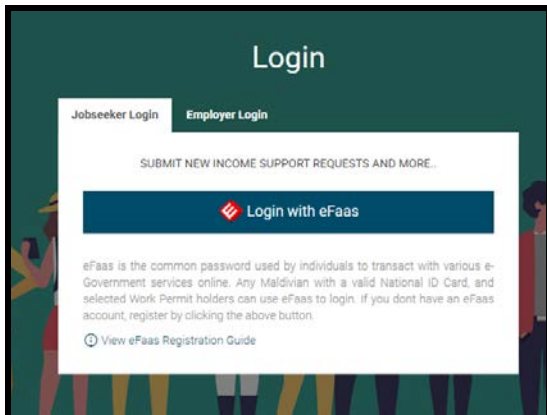 Login
Jobseeker Login Employer Login
SUBMIT NEW INCOME SUPPORT REQUESTS AND MORE..
Login with eFaas
eFaas is the common password used by individuals to transact with various e-
Government services online. Any Maldivian with a valid National ID Card, and
selected Work Permit holders can use eFaas to login. If you dont have an eFaas
account, register by clicking the above button.
View eFaas Registration Guide